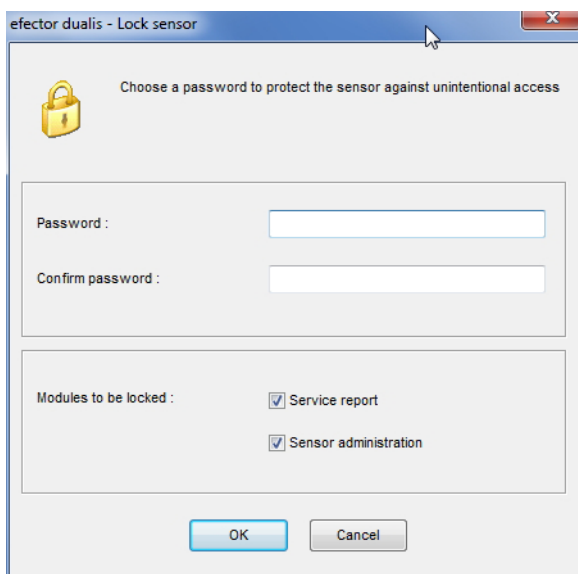 efector dualis - Lock sensor
Choose a password to protect the sensor against unintentional access
Password :
Confirm password :
Modules to be locked :
Service report
Sensor administration
OK
Cancel